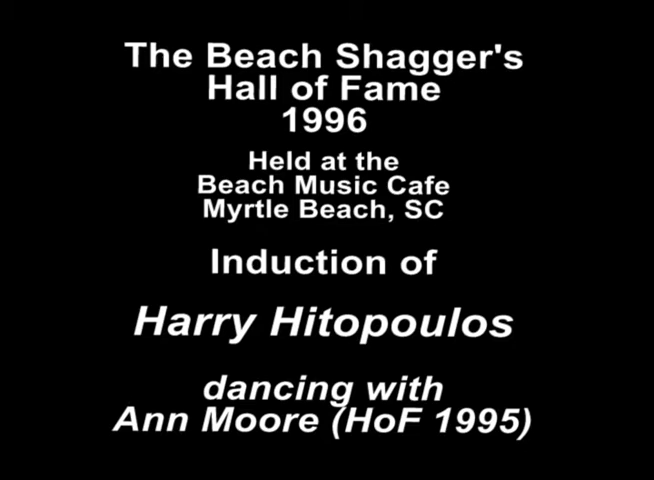 The Beach Shagger's
Hall of Fame
1996
Held at the
Beach Music Cafe
Myrtle Beach, SC
Induction of
Harry Hitopoulos
dancing with
Ann Moore (HoF 1995)